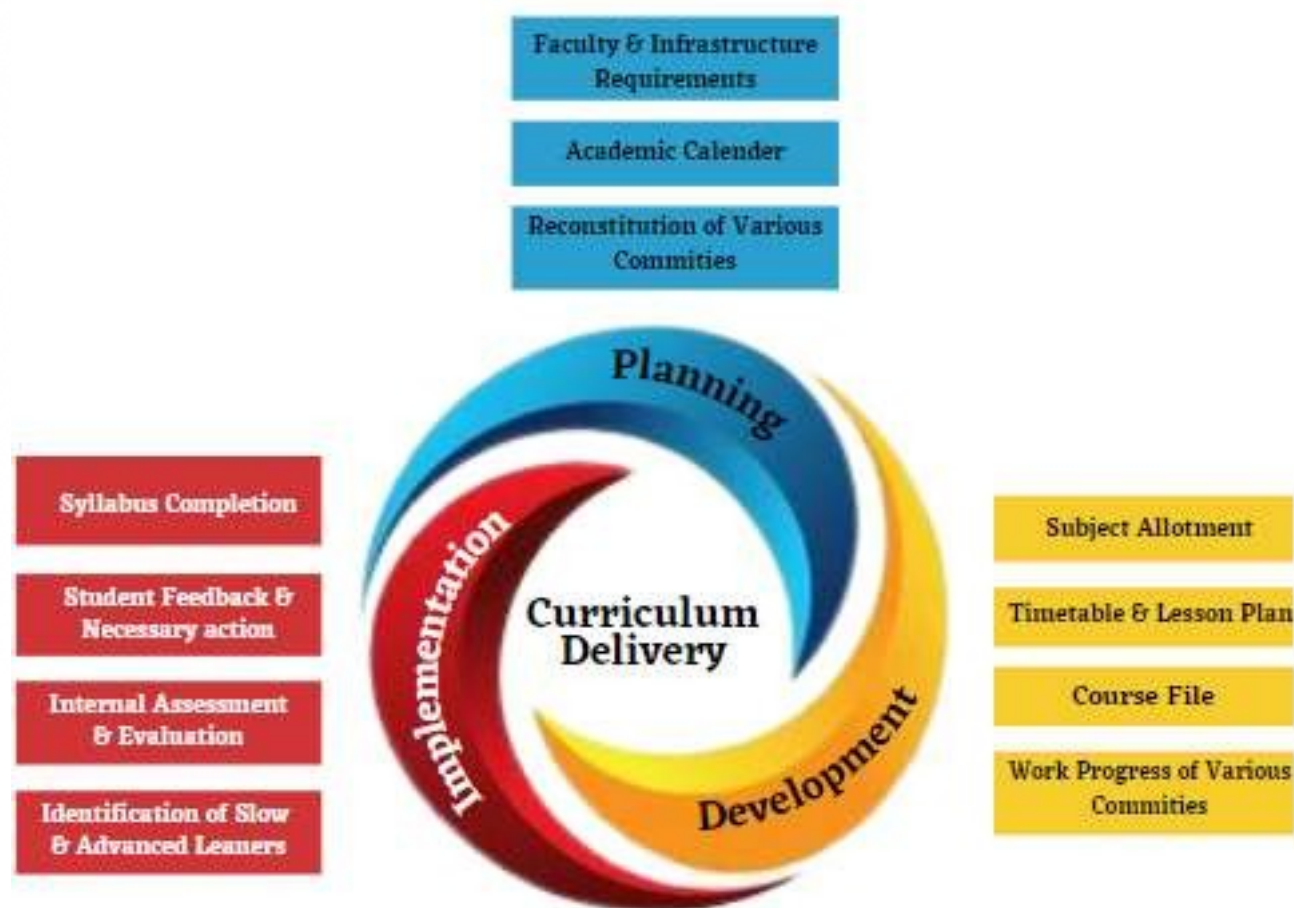 Faculty & Infrastructure
Requirements
Academic Calender
Reconstitution of Various
Commities
Planning
Syllabus Completion
Student Feedback &
Necessary action
Internal Assessment
& Evaluation
Identification of Slow
& Advanced Leaners
Implementation
Curriculum
Delivery
Development
Subject Allotment
Timetable & Lesson Plan
Course File
Work Progress of Various
Commities